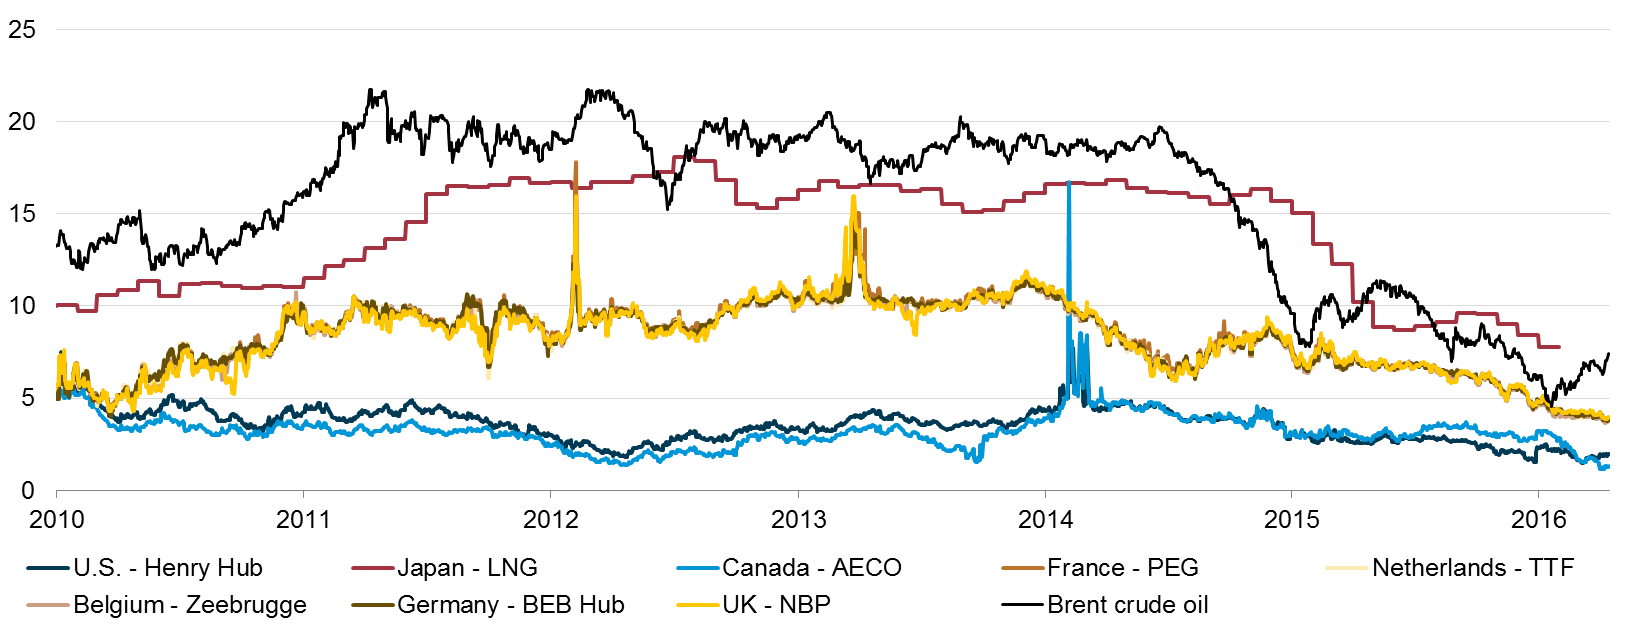 25
20
15
10
5
0
2010 2011 2012 2013 2014 2015 2016
U.S. - Henry Hub Japan - LNG Canada - AECO France - PEG Netherlands - TTF
Belgium - Zeebrugge Germany - BEB Hub UK - NBP Brent crude oil